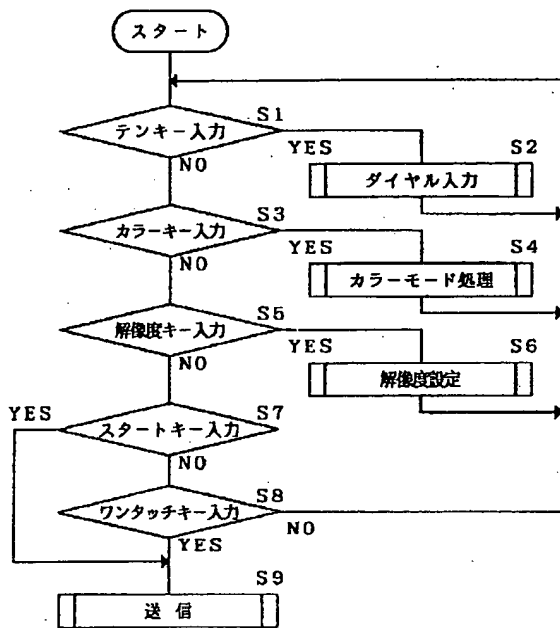 スタート
S1
テンキー入力
YES
S2
NO
ダイヤル入力
S3
カラーキー入力
YES
S4
NO
カラーモード処理
S5
解像度キー入力
YES
S6
NO
解像度設定
YES
S7
スタートキー入力
NO
S8
ワンタッチキー入力
NO
YES
S9
送信